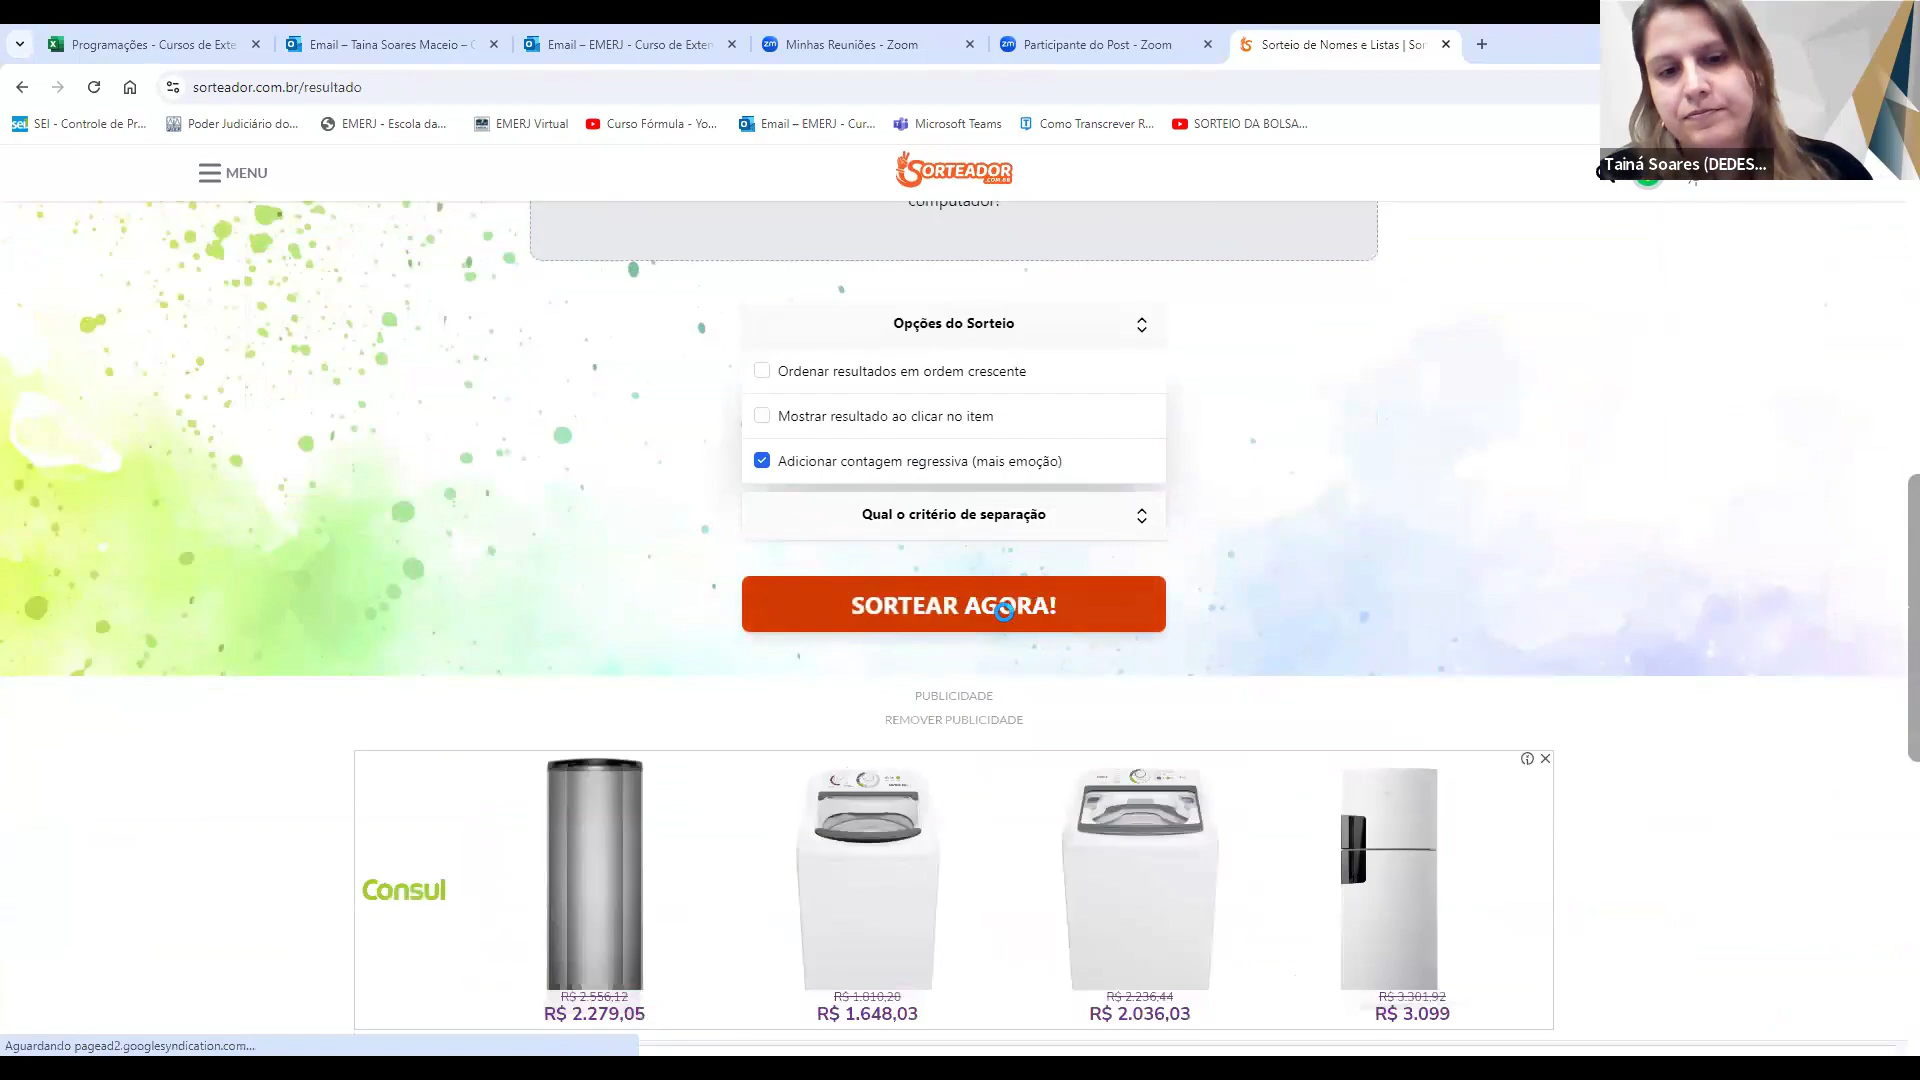 Programações - Cursos de Exte
Email – Taina Soares Maceio – C
Email – EMERJ - Curso de Exten
Minhas Reuniões - Zoom
Participante do Post - Zoom
Sorteio de Nomes e Listas | Sor
sorteador.com.br/resultado
SEI - Controle de Pr...
Poder Judiciário do...
EMERJ - Escola da...
EMERJ Virtual
Curso Fórmula - Yo...
Email – EMERJ - Cur...
Microsoft Teams
Como Transcrever R...
SORTEIO DA BOLSA...
Tainá Soares (DEDES...
MENU
SORTEADOR
.COM.BR
computador!
Opções do Sorteio
Ordenar resultados em ordem crescente
Mostrar resultado ao clicar no item
Adicionar contagem regressiva (mais emoção)
Qual o critério de separação
SORTEAR AGORA!
PUBLICIDADE
REMOVER PUBLICIDADE
Consul
R$ 2.556,12
R$ 2.279,05
R$ 1.810,20
R$ 1.648,03
R$ 2.236,44
R$ 2.036,03
R$ 3.301,92
R$ 3.099
Aguardando pagead2.googlesyndication.com...